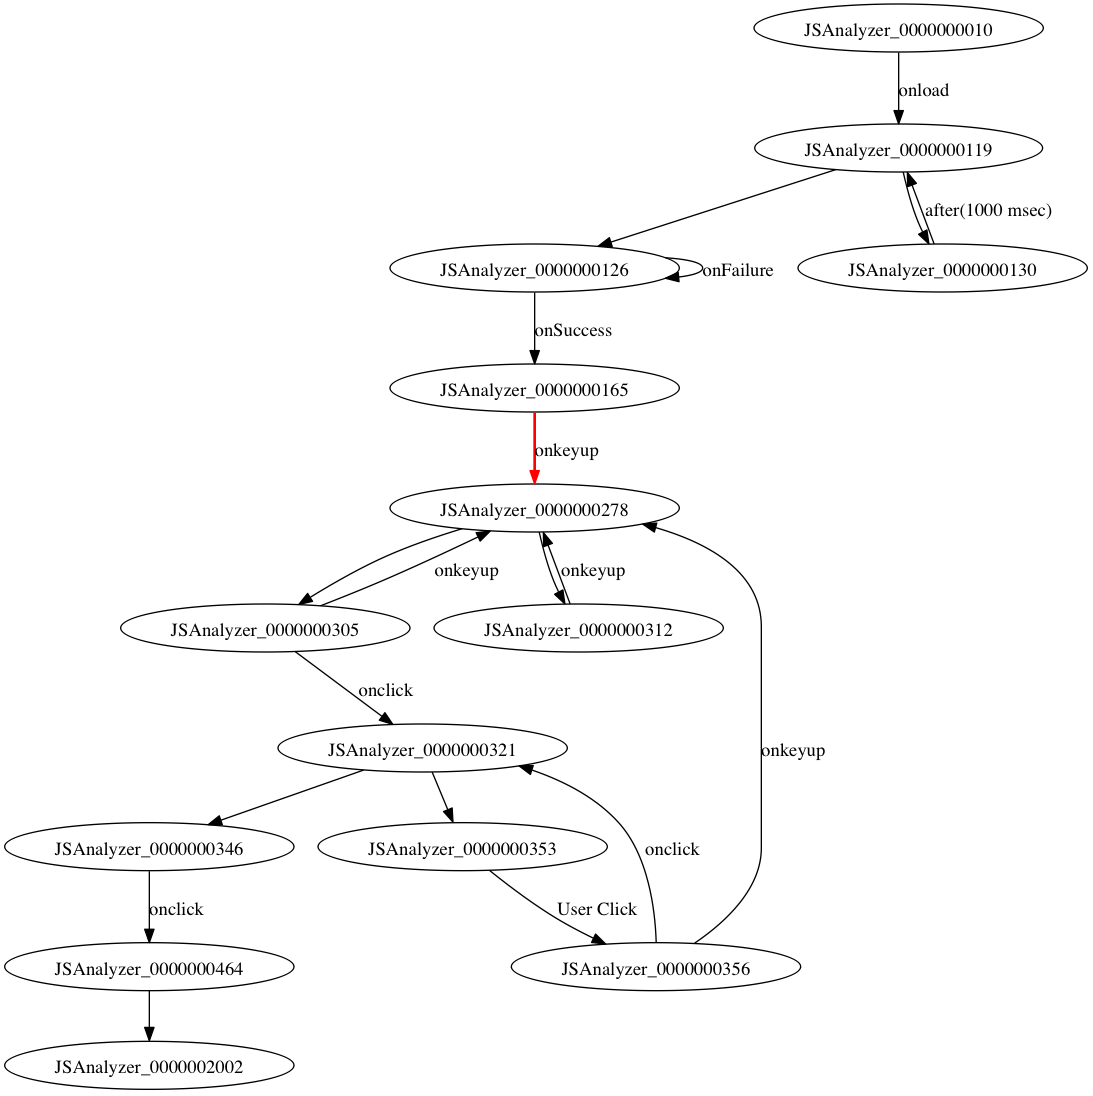 JSAnalyzer_0000000010
onload
JSAnalyzer_0000000119
after(1000 msec)
JSAnalyzer_0000000126
onFailure
JSAnalyzer_0000000130
onSuccess
JSAnalyzer_0000000165
onkeyup
JSAnalyzer_0000000278
onkeyup
onkeyup
JSAnalyzer_0000000305
JSAnalyzer_0000000312
onclick
JSAnalyzer_0000000321
onkeyup
JSAnalyzer_0000000346
JSAnalyzer_0000000353
onclick
onclick
User Click
JSAnalyzer_0000000464
JSAnalyzer_0000000356
JSAnalyzer_0000002002